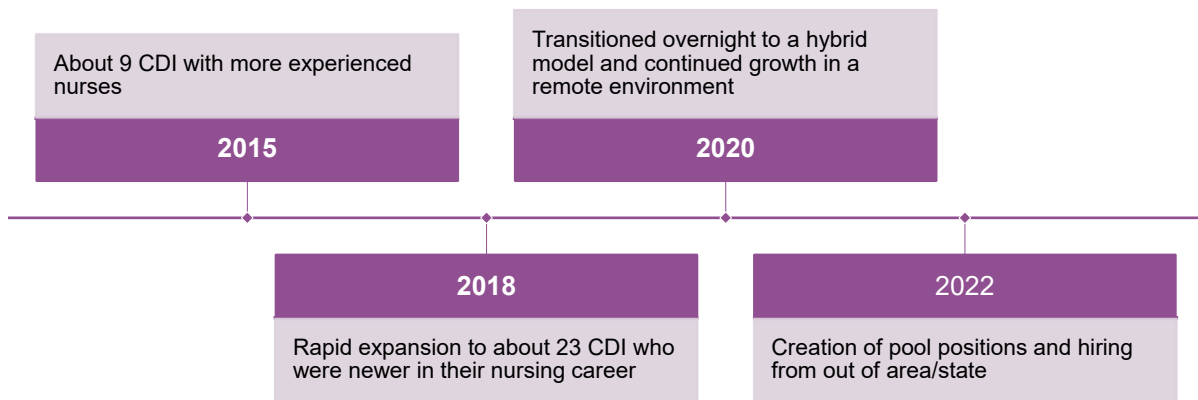 About 9 CDI with more experienced
nurses
2015
Rapid expansion to about 23 CDI who
were newer in their nursing career
2018
Transitioned overnight to a hybrid
model and continued growth in a
remote environment
2020
2022
Creation of pool positions and hiring
from out of area/state